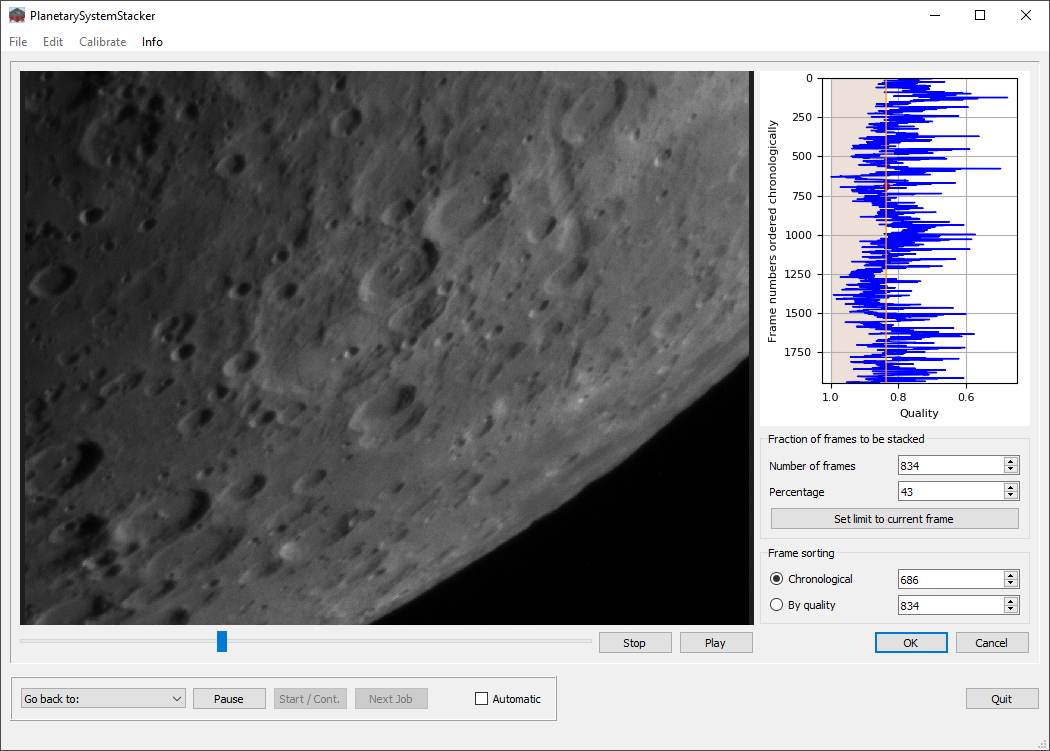 PlanetarySystemStacker
File Edit Calibrate Info
0
250
500
750
1000
1250
1500
1750
Frame numbers ordered chronologically
1.0 0.8 0.6
Quality
Fraction of frames to be stacked
Number of frames 834
Percentage 43
Set limit to current frame
Frame sorting
Chronological 686
By quality 834
Stop Play OK Cancel
Go back to: Pause Start / Cont. Next Job Automatic Quit